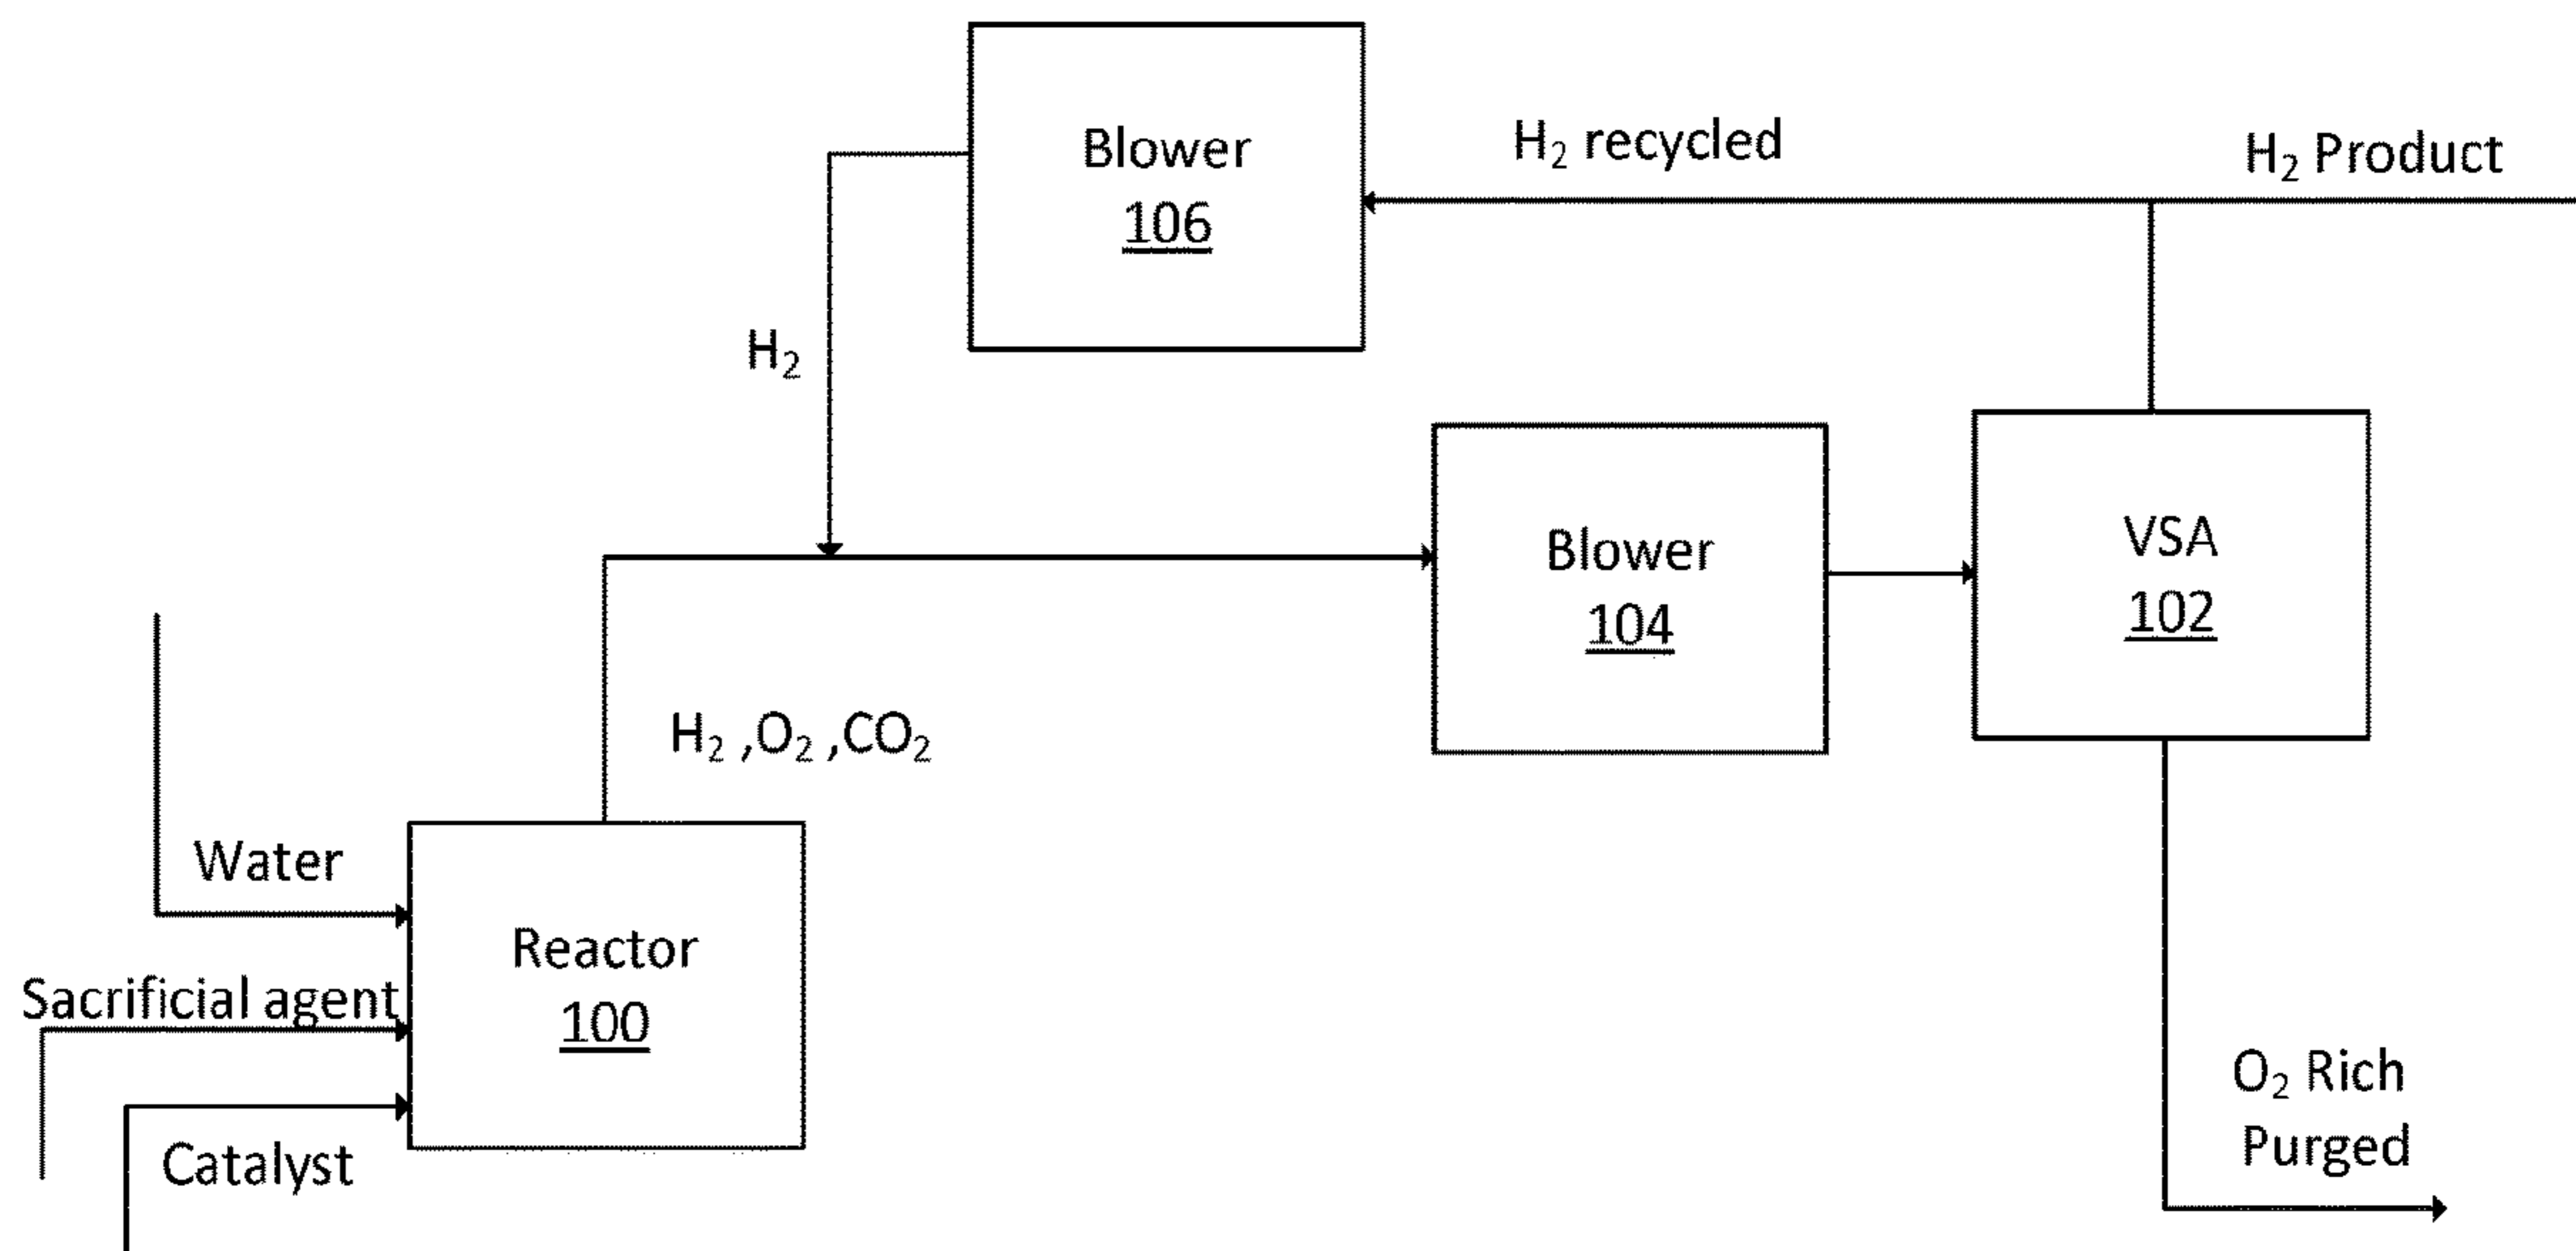 Blower
106
H₂ recycled
H₂ Product
H₂
Blower
104
VSA
102
H₂ ,O₂ ,CO₂
Water
Reactor
100
Sacrificial agent
Catalyst
O₂ Rich
Purged